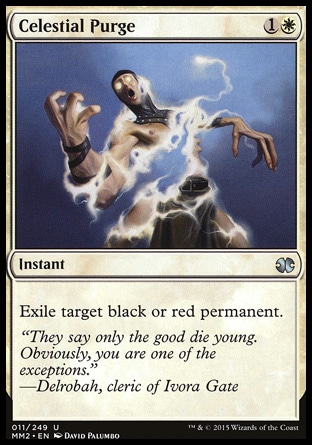 Celestial Purge 1
Instant
Exile target black or red permanent.
“They say only the good die young.
Obviously, you are one of the
exceptions.”
—Delrobah, cleric of Ivora Gate
011/249 U
MM2 • EN DAVID PALUMBO
™ & © 2015 Wizards of the Coast